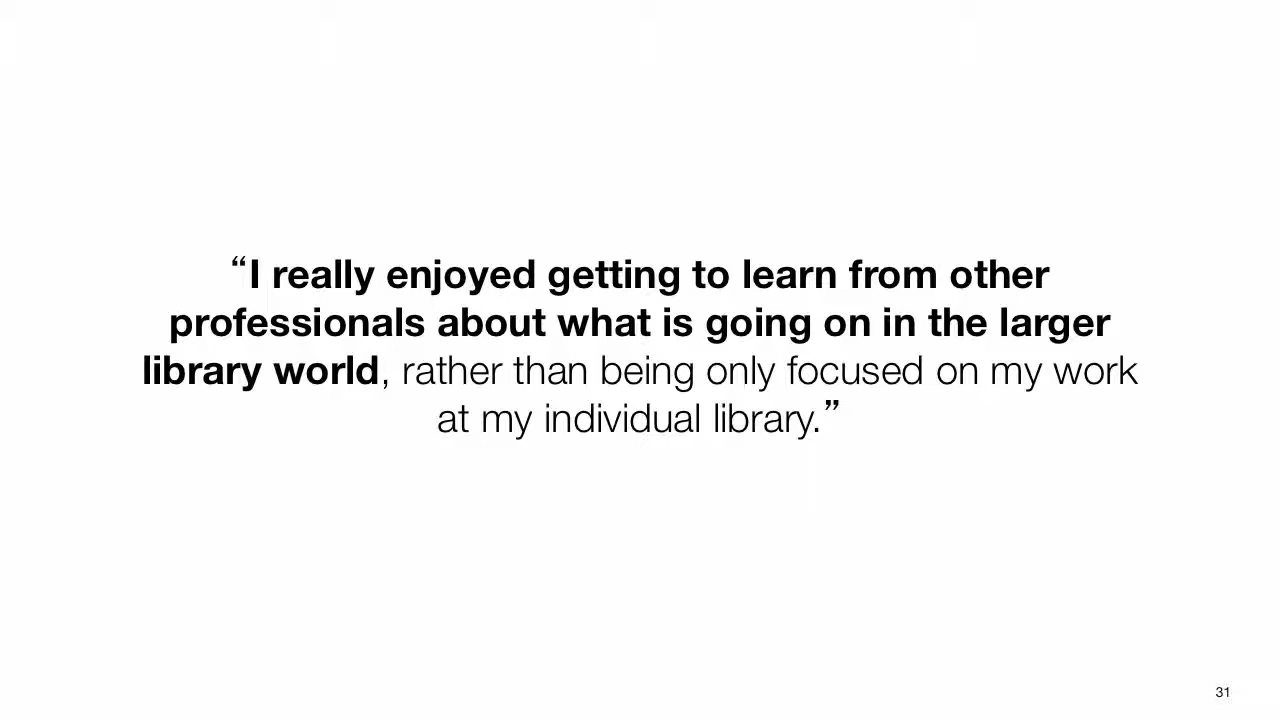 “I really enjoyed getting to learn from other
professionals about what is going on in the larger
library world, rather than being only focused on my work
at my individual library.”
31